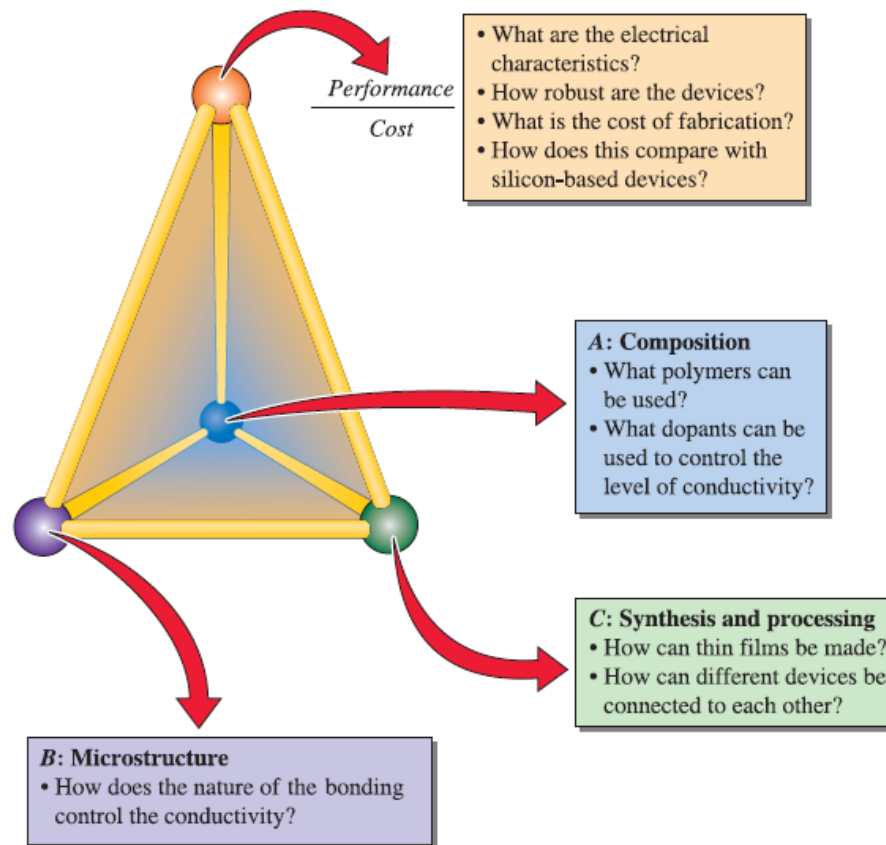 Performance
Cost
• What are the electrical
characteristics?
• How robust are the devices?
• What is the cost of fabrication?
• How does this compare with
silicon-based devices?
A: Composition
• What polymers can
be used?
• What dopants can be
used to control the
level of conductivity?
C: Synthesis and processing
• How can thin films be made?
• How can different devices be
connected to each other?
B: Microstructure
• How does the nature of the bonding
control the conductivity?